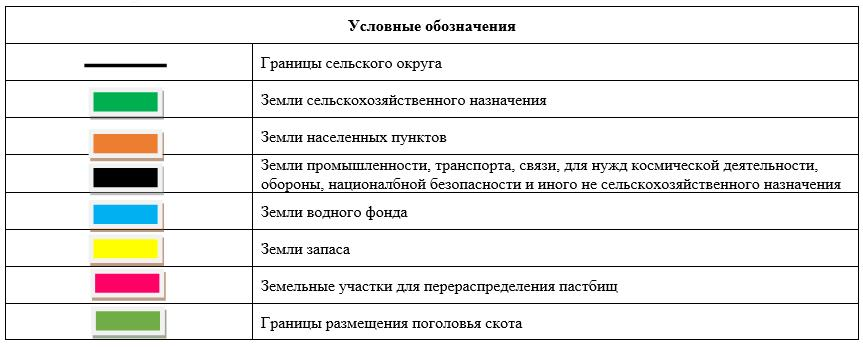 Условные обозначения
Границы сельского округа
Земли сельскохозяйственного назначения
Земли населенных пунктов
Земли промышленности, транспорта, связи, для нужд космической деятельности,
обороны, националбной безопасности и иного не сельскохозяйственного назначения
Земли водного фонда
Земли запаса
Земельные участки для перераспределения пастбищ
Границы размещения поголовья скота